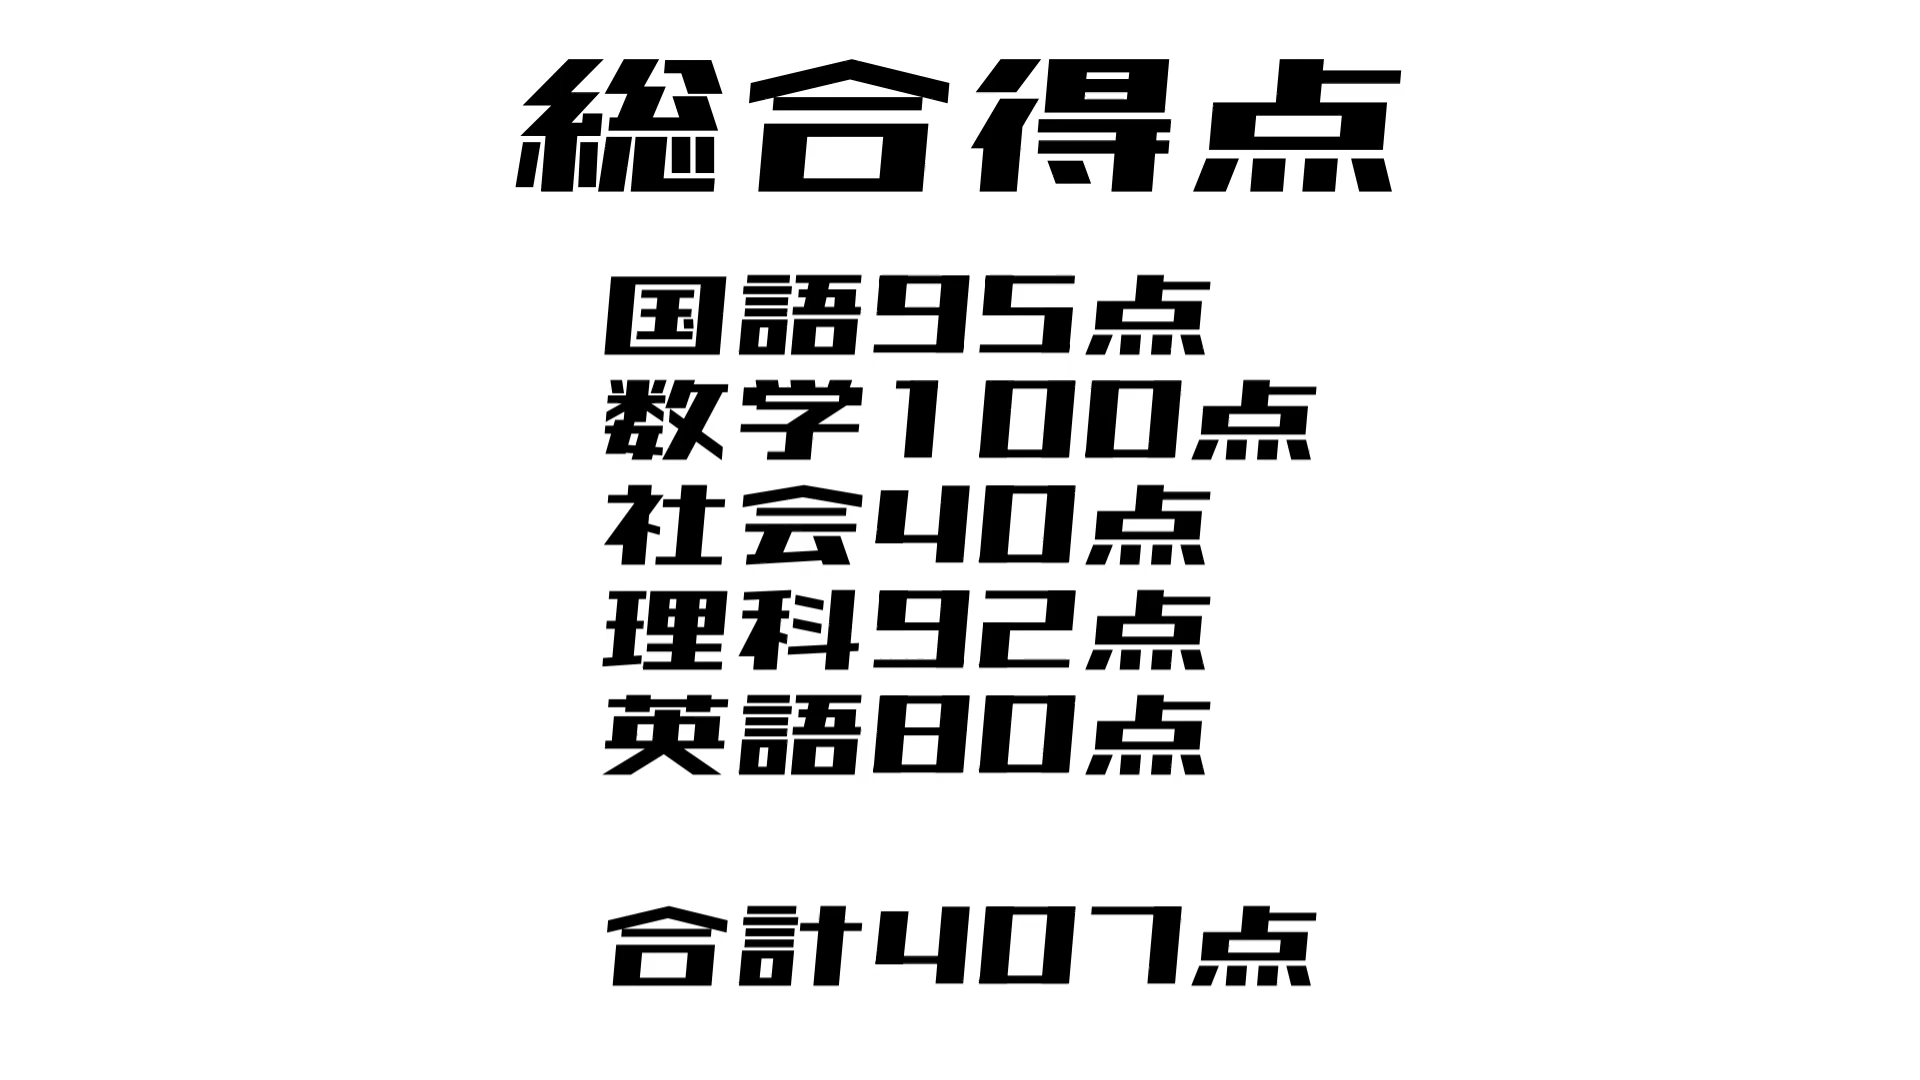 総合得点
国語95点
数学100点
社会40点
理科92点
英語80点
合計407点